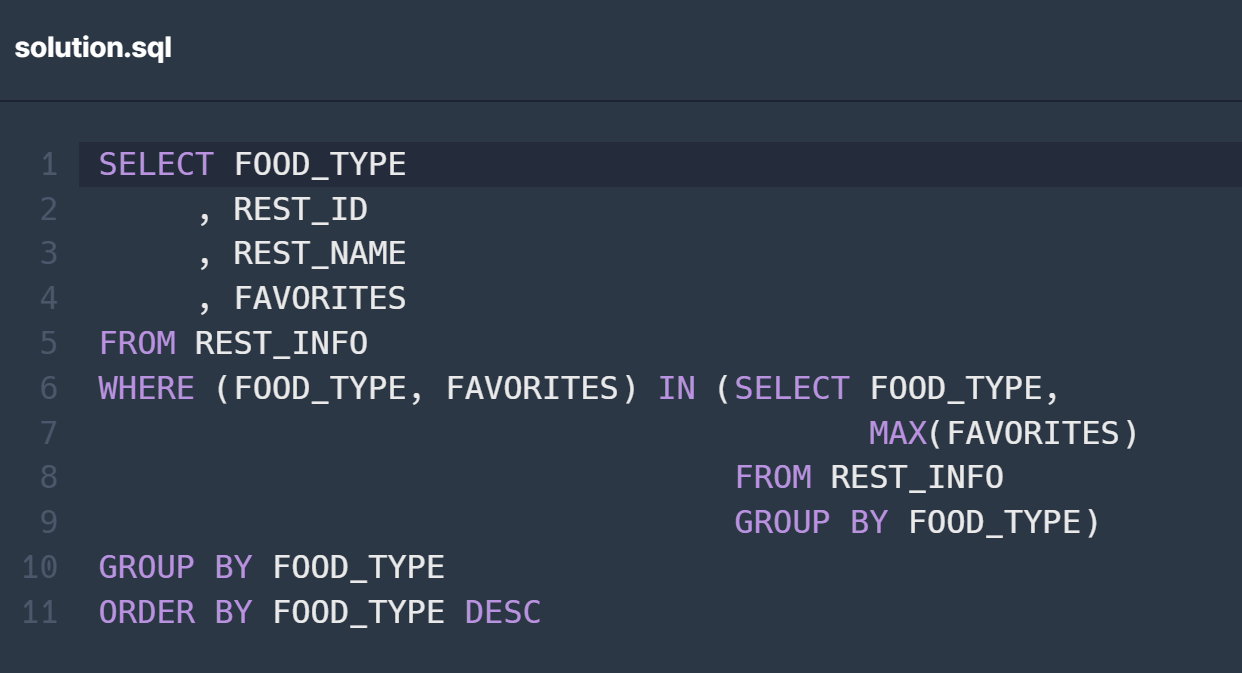 solution.sql
1 SELECT FOOD_TYPE
2 , REST_ID
3 , REST_NAME
4 , FAVORITES
5 FROM REST_INFO
6 WHERE (FOOD_TYPE, FAVORITES) IN (SELECT FOOD_TYPE,
7 MAX(FAVORITES)
8 FROM REST_INFO
9 GROUP BY FOOD_TYPE)
10 GROUP BY FOOD_TYPE
11 ORDER BY FOOD_TYPE DESC